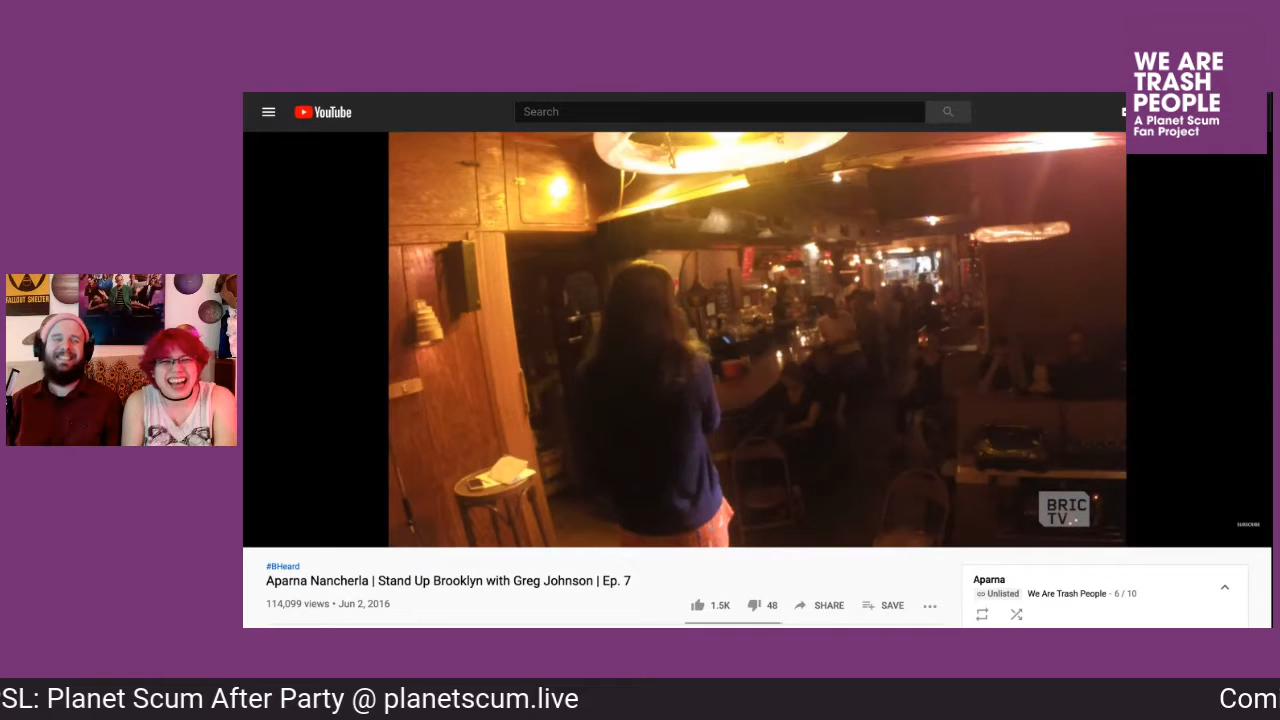 WE ARE
TRASH
PEOPLE
A Planet Scum
Fan Project
YouTube
Search
FALLOUT SHELTER
BRIC
TV
SUBSCRIBE
#BHeard
Aparna Nancherla | Stand Up Brooklyn with Greg Johnson | Ep. 7
114,099 views • Jun 2, 2016
1.5K
48
SHARE
SAVE
Aparna
Unlisted We Are Trash People - 6 / 10
SL: Planet Scum After Party @ planetscum.live
Com